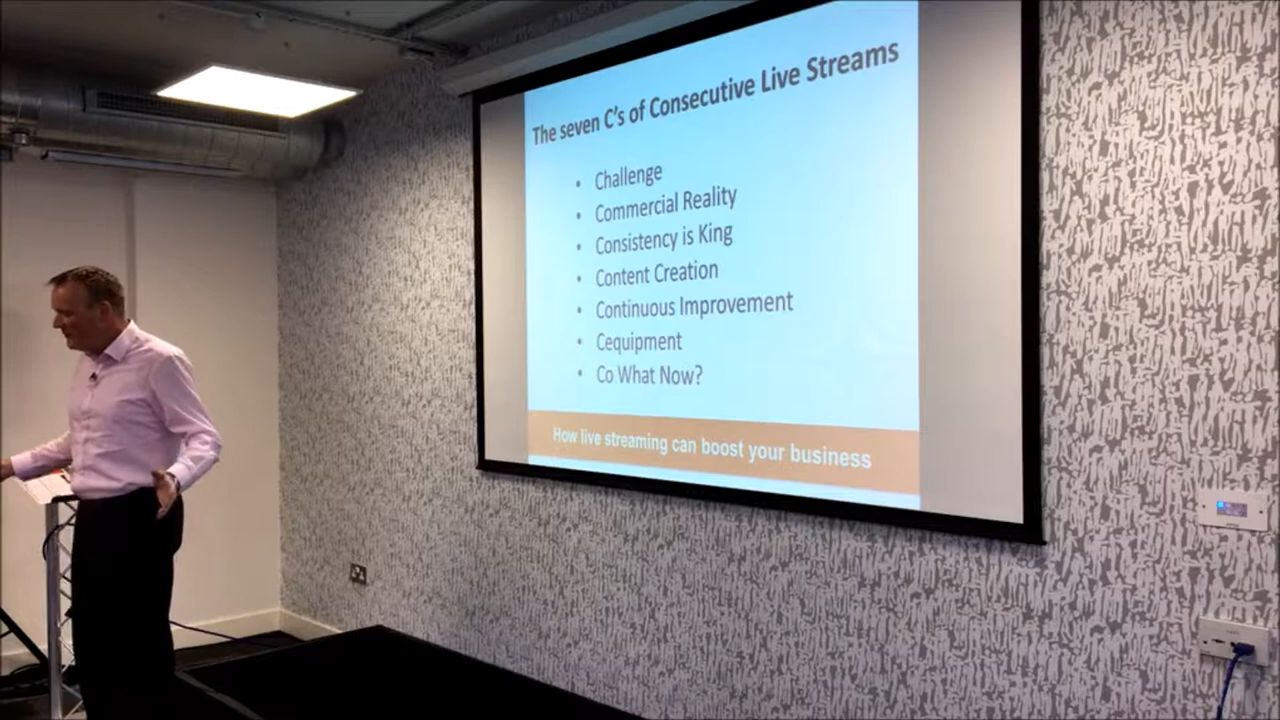 The seven C's of Consecutive Live Streams
• Challenge
• Commercial Reality
• Consistency is King
• Content Creation
• Continuous Improvement
• Cequipment
• Co What Now?
How live streaming can boost your business